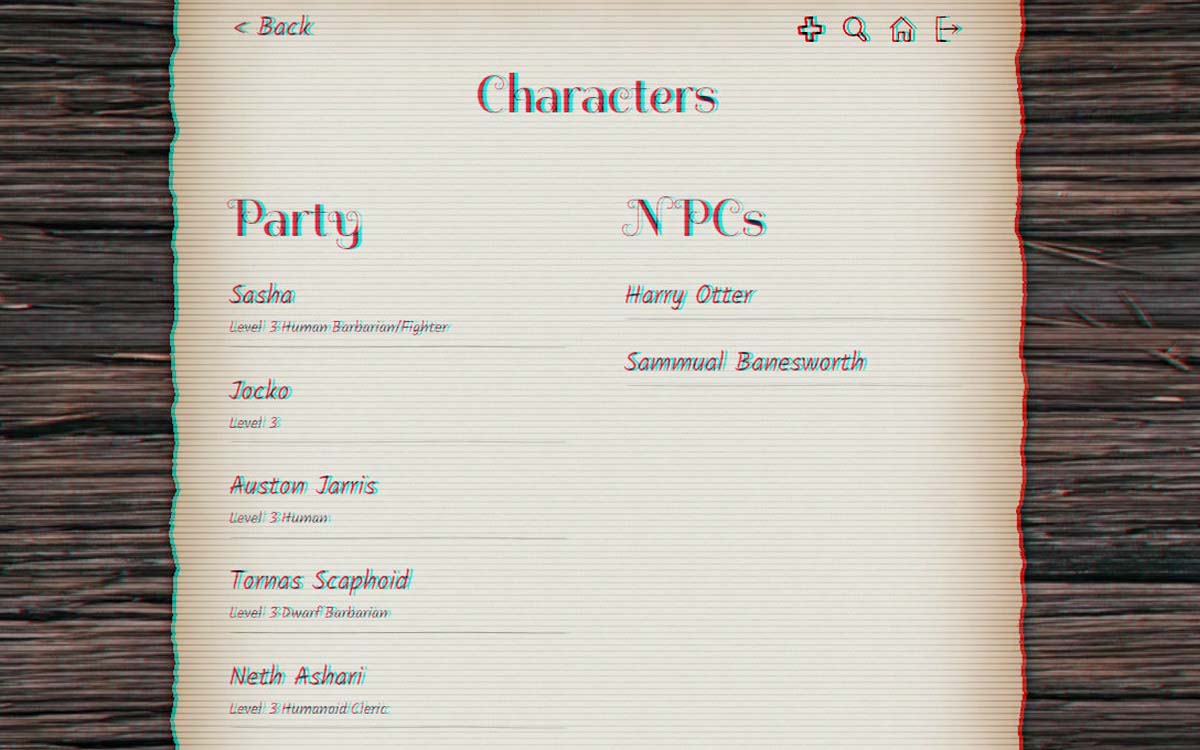 < Back
Characters
Party
Sasha
Level 3 Human Barbarian/Fighter
Jocko
Level 3
Auston Jarris
Level 3 Human
Tornas Scaphoid
Level 3 Dwarf Barbarian
Neth Ashari
Level 3 Humanoid Cleric
NPCs
Harry Otter
Sammual Banesworth